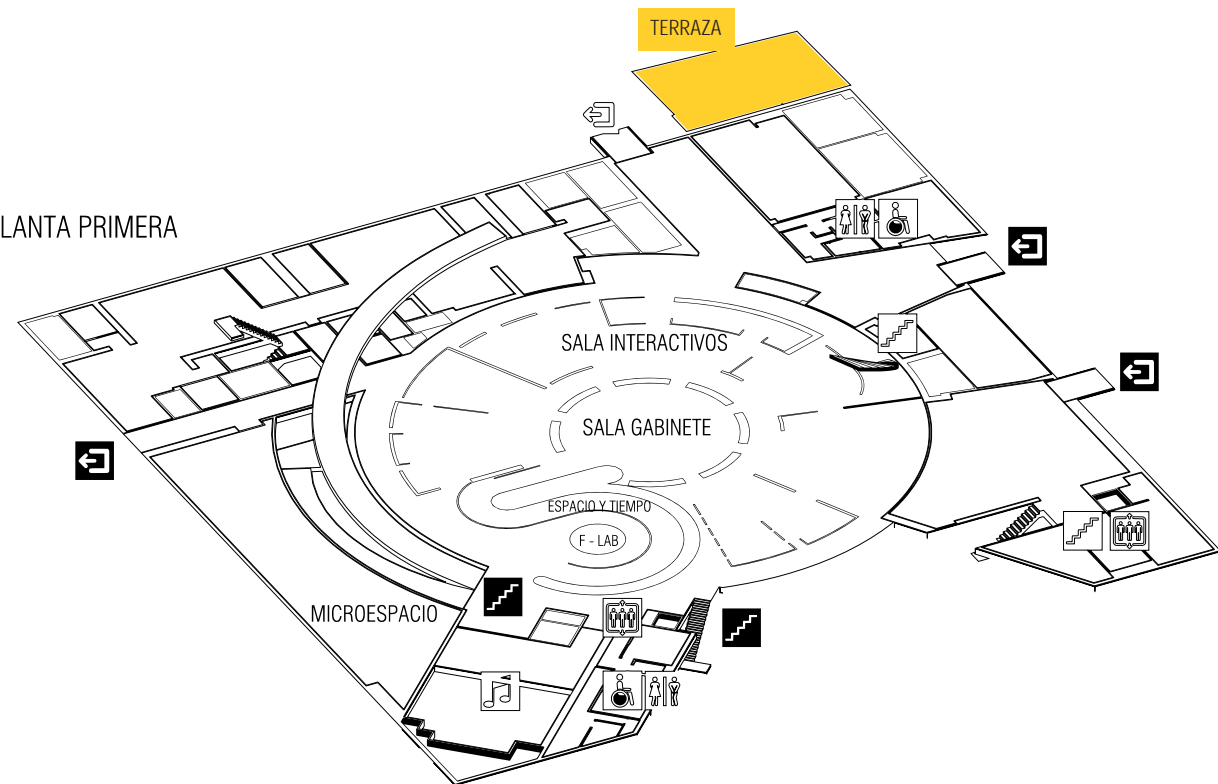 TERRAZA
LANTA PRIMERA
SALA INTERACTIVOS
SALA GABINETE
ESPACIO Y TIEMPO
F - LAB
MICROESPACIO